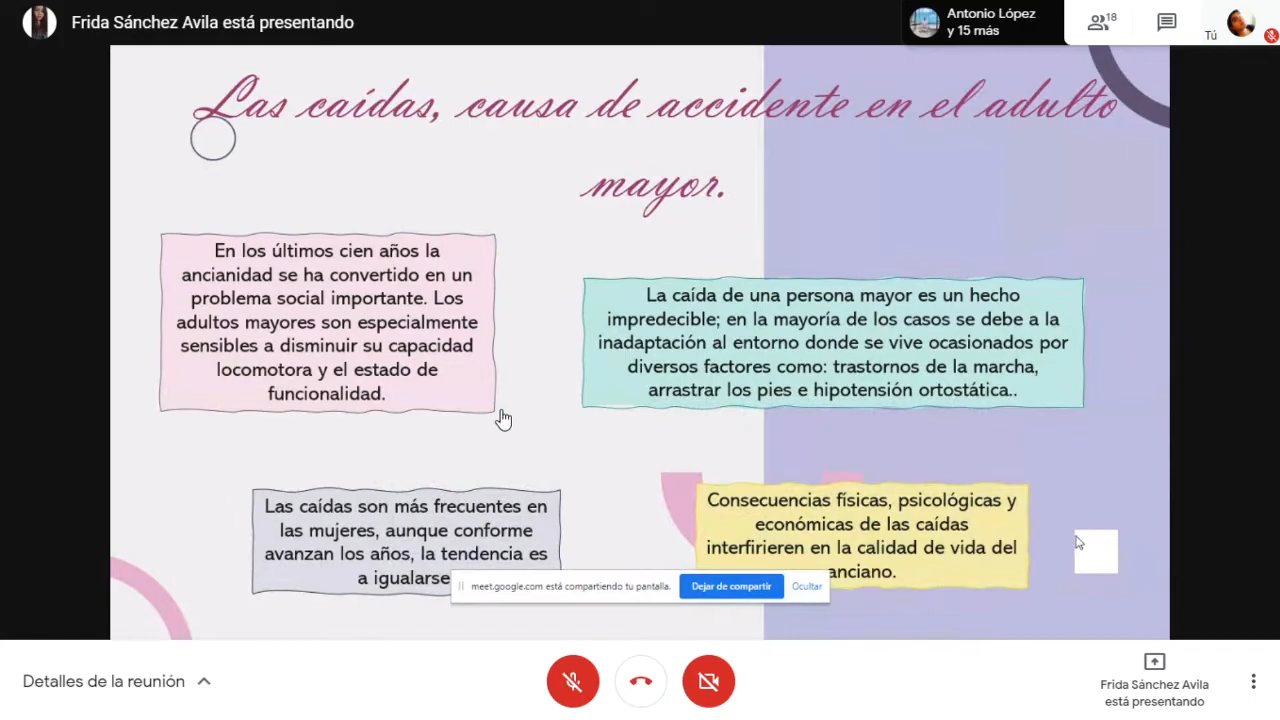 Frida Sánchez Avila está presentando
Antonio López
y 15 más
18
Tú
Las caídas, causa de accidente en el adulto
mayor.
En los últimos cien años la
ancianidad se ha convertido en un
problema social importante. Los
adultos mayores son especialmente
sensibles a disminuir su capacidad
locomotora y el estado de
funcionalidad.
La caída de una persona mayor es un hecho
impredecible; en la mayoría de los casos se debe a la
inadaptación al entorno donde se vive ocasionados por
diversos factores como: trastornos de la marcha,
arrastrar los pies e hipotensión ortostática..
Las caídas son más frecuentes en
las mujeres, aunque conforme
avanzan los años, la tendencia es
a igualarse
Consecuencias físicas, psicológicas y
económicas de las caídas
interfirieren en la calidad de vida del
anciano.
meet.google.com está compartiendo tu pantalla.
Dejar de compartir
Ocultar
Detalles de la reunión
Frida Sánchez Avila
está presentando